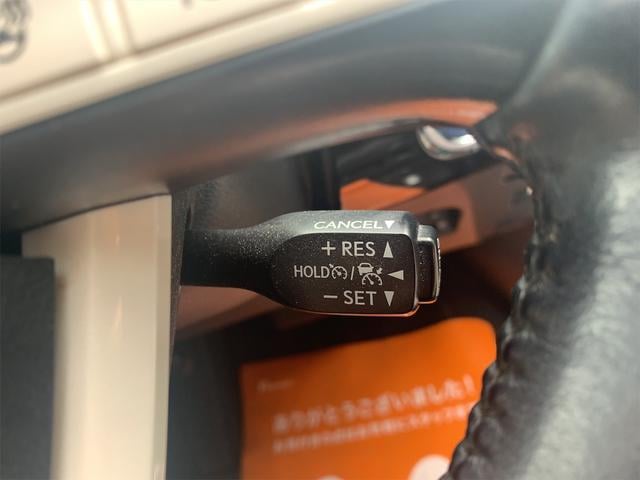 CANCEL▼
+ RES ▲
HOLD / ◀
− SET ▼
ありがとうございました！